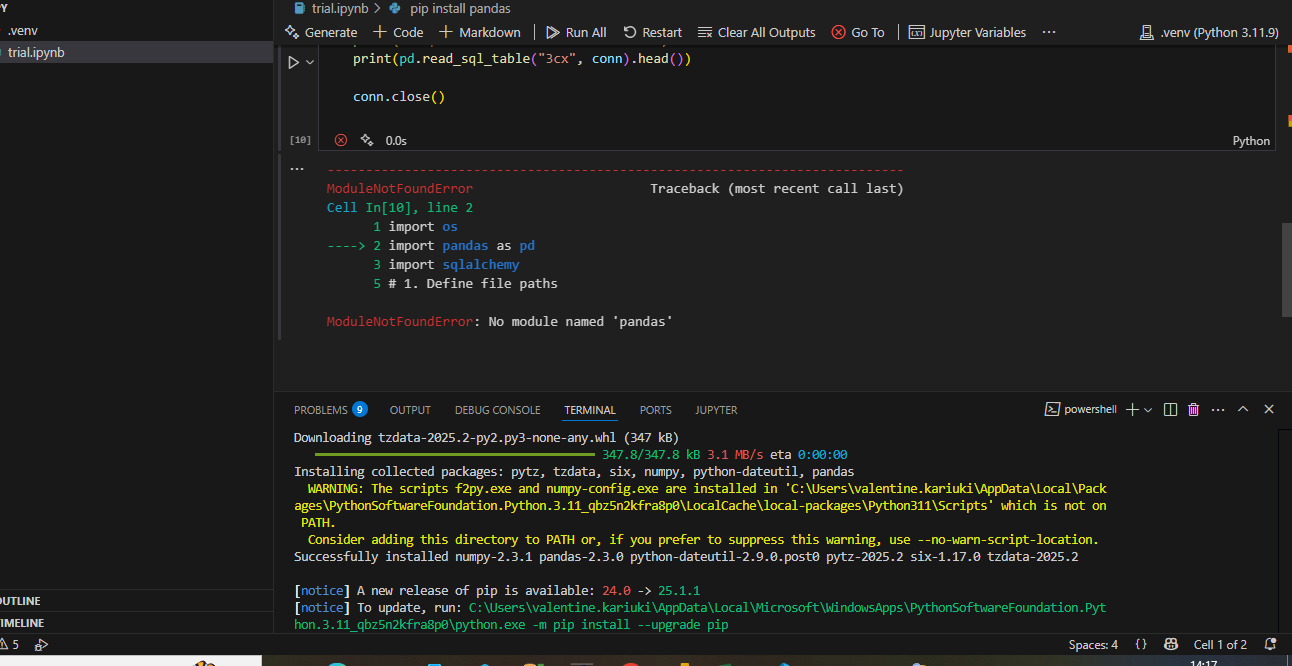 PY
trial.ipynb > pip install pandas
.venv
trial.ipynb
Generate + Code + Markdown Run All Restart Clear All Outputs Go To Jupyter Variables ··· .venv (Python 3.11.9)
print(pd.read_sql_table("3cx", conn).head())
conn.close()
[10] 0.0s Python
···
---------------------------------------------------------------------------
ModuleNotFoundError Traceback (most recent call last)
Cell In[10], line 2
1 import os
----> 2 import pandas as pd
3 import sqlalchemy
5 # 1. Define file paths
ModuleNotFoundError: No module named 'pandas'
PROBLEMS 9 OUTPUT DEBUG CONSOLE TERMINAL PORTS JUPYTER powershell
Downloading tzdata-2025.2-py2.py3-none-any.whl (347 kB)
347.8/347.8 kB 3.1 MB/s eta 0:00:00
Installing collected packages: pytz, tzdata, six, numpy, python-dateutil, pandas
WARNING: The scripts f2py.exe and numpy-config.exe are installed in 'C:\Users\valentine.kariuki\AppData\Local\Pack
ages\PythonSoftwareFoundation.Python.3.11_qbz5n2kfra8p0\LocalCache\local-packages\Python311\Scripts' which is not on
PATH.
Consider adding this directory to PATH or, if you prefer to suppress this warning, use --no-warn-script-location.
Successfully installed numpy-2.3.1 pandas-2.3.0 python-dateutil-2.9.0.post0 pytz-2025.2 six-1.17.0 tzdata-2025.2
[notice] A new release of pip is available: 24.0 -> 25.1.1
[notice] To update, run: C:\Users\valentine.kariuki\AppData\Local\Microsoft\WindowsApps\PythonSoftwareFoundation.Pyt
hon.3.11_qbz5n2kfra8p0\python.exe -m pip install --upgrade pip
OUTLINE
TIMELINE
5 Spaces: 4 {} Cell 1 of 2
14:17